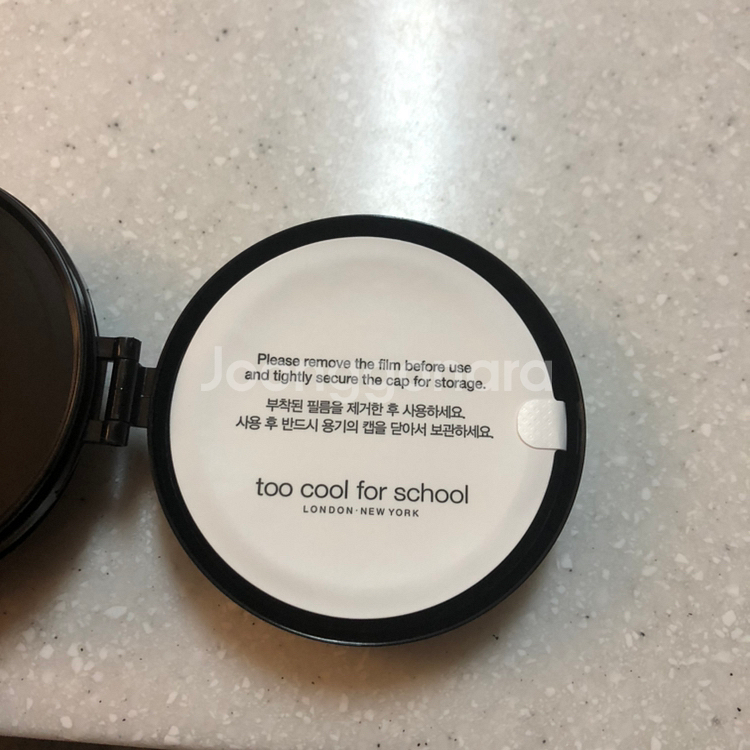 Please remove the film before use
and tightly secure the cap for storage.
부착된 필름을 제거한 후 사용하세요.
사용 후 반드시 용기의 캡을 닫아서 보관하세요.
too cool for school
LONDON·NEW YORK
Joonggonara